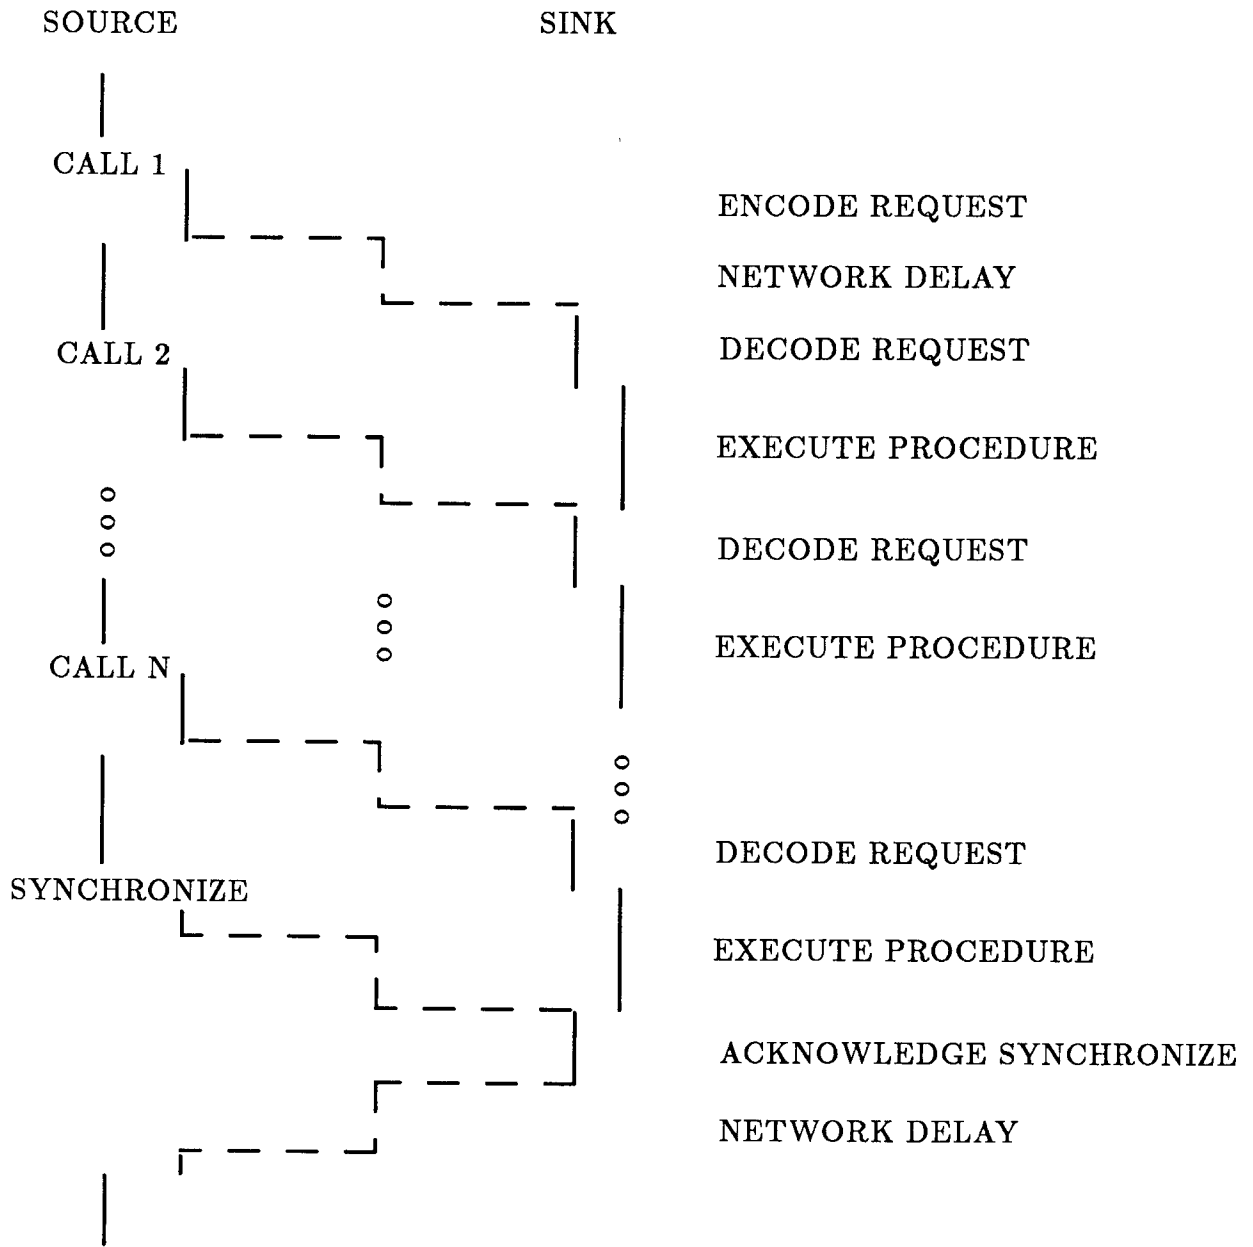 SOURCE SINK
CALL 1
ENCODE REQUEST
NETWORK DELAY
CALL 2
DECODE REQUEST
EXECUTE PROCEDURE
DECODE REQUEST
EXECUTE PROCEDURE
CALL N
DECODE REQUEST
SYNCHRONIZE
EXECUTE PROCEDURE
ACKNOWLEDGE SYNCHRONIZE
NETWORK DELAY